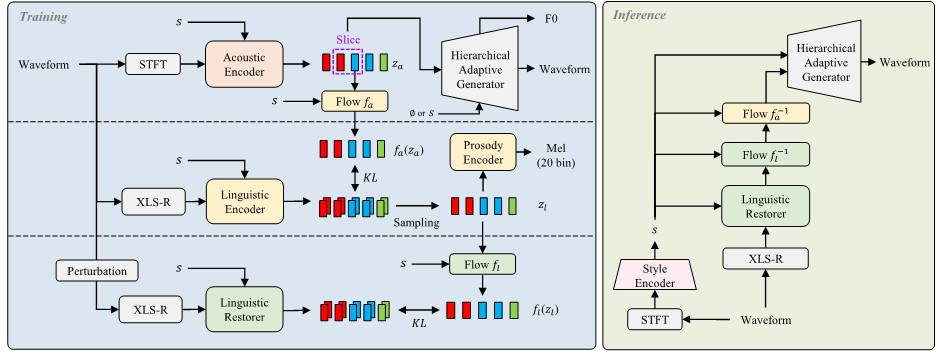 Training
s
Waveform
STFT
Acoustic
Encoder
Slice
z_a
Hierarchical
Adaptive
Generator
F0
Waveform
s
Flow f_a
∅ or s
f_a(z_a)
s
KL
Prosody
Encoder
Mel
(20 bin)
XLS-R
Linguistic
Encoder
Sampling
z_l
Perturbation
s
s
Flow f_l
XLS-R
Linguistic
Restorer
KL
f_l(z_l)
Inference
Hierarchical
Adaptive
Generator
Waveform
Flow f_a^{-1}
Flow f_l^{-1}
Linguistic
Restorer
s
XLS-R
Style
Encoder
STFT
Waveform